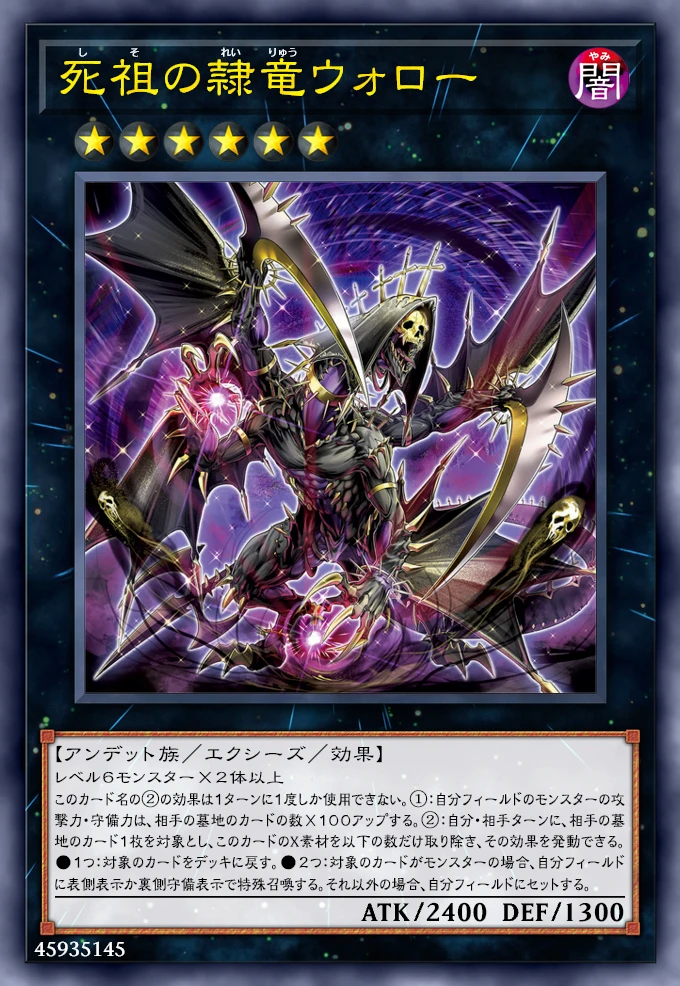 死祖の隷竜ウォロー
し そ れい りゅう
闇
やみ
【アンデット族／エクシーズ／効果】
レベル６モンスター×２体以上
このカード名の②の効果は1ターンに1度しか使用できない。①：自分フィールドのモンスターの攻
撃力・守備力は、相手の墓地のカードの数×100アップする。②：自分・相手ターンに、相手の墓
地のカード1枚を対象とし、このカードのX素材を以下の数だけ取り除き、その効果を発動できる。
●1つ：対象のカードをデッキに戻す。●2つ：対象のカードがモンスターの場合、自分フィールド
に表側表示か裏側守備表示で特殊召喚する。それ以外の場合、自分フィールドにセットする。
ATK/2400 DEF/1300
45935145